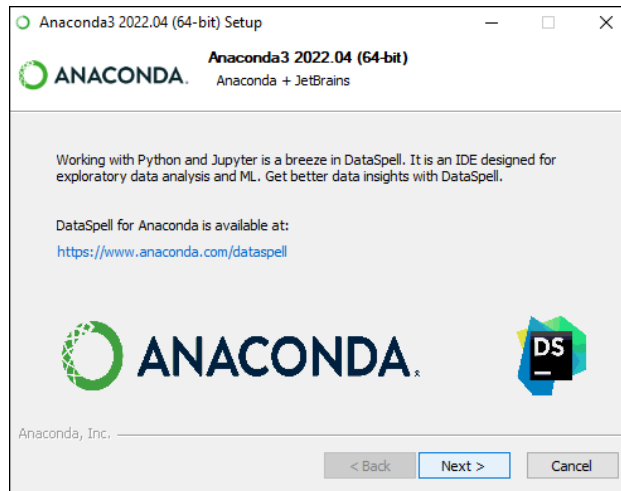 Anaconda3 2022.04 (64-bit) Setup
ANACONDA.
Anaconda3 2022.04 (64-bit)
Anaconda + JetBrains
Working with Python and Jupyter is a breeze in DataSpell. It is an IDE designed for
exploratory data analysis and ML. Get better data insights with DataSpell.
DataSpell for Anaconda is available at:
https://www.anaconda.com/dataspell
ANACONDA.®
DS
Anaconda, Inc.
< Back
Next >
Cancel